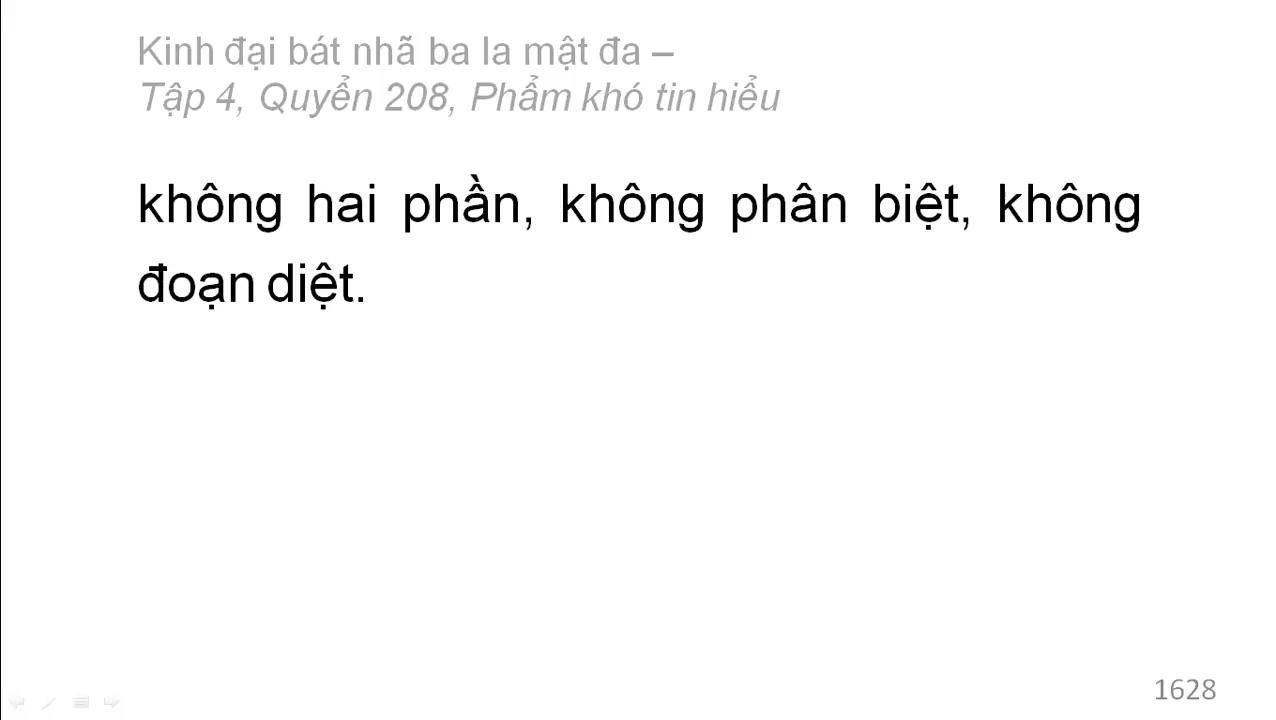 Kinh đại bát nhã ba la mật đa –
Tập 4, Quyển 208, Phẩm khó tin hiểu
không hai phần, không phân biệt, không
đoạn diệt.
1628